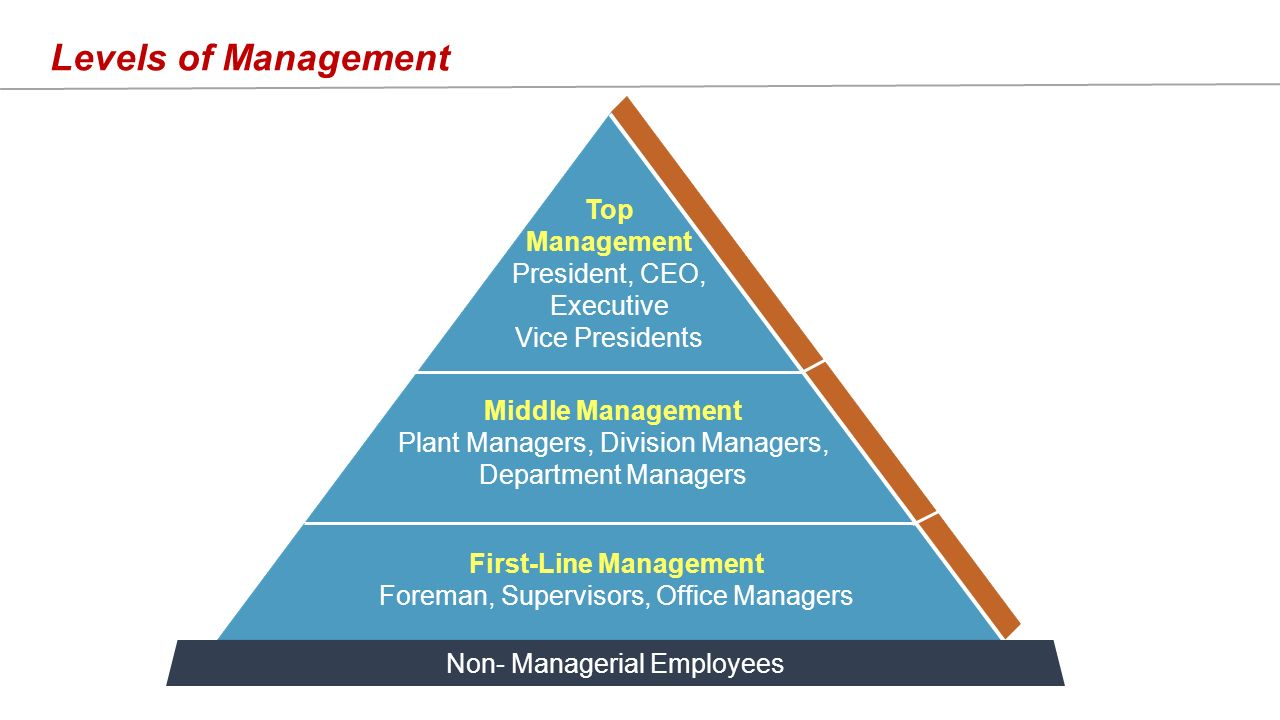 Levels of Management
Top
Management
President, CEO,
Executive
Vice Presidents
Middle Management
Plant Managers, Division Managers,
Department Managers
First-Line Management
Foreman, Supervisors, Office Managers
Non- Managerial Employees